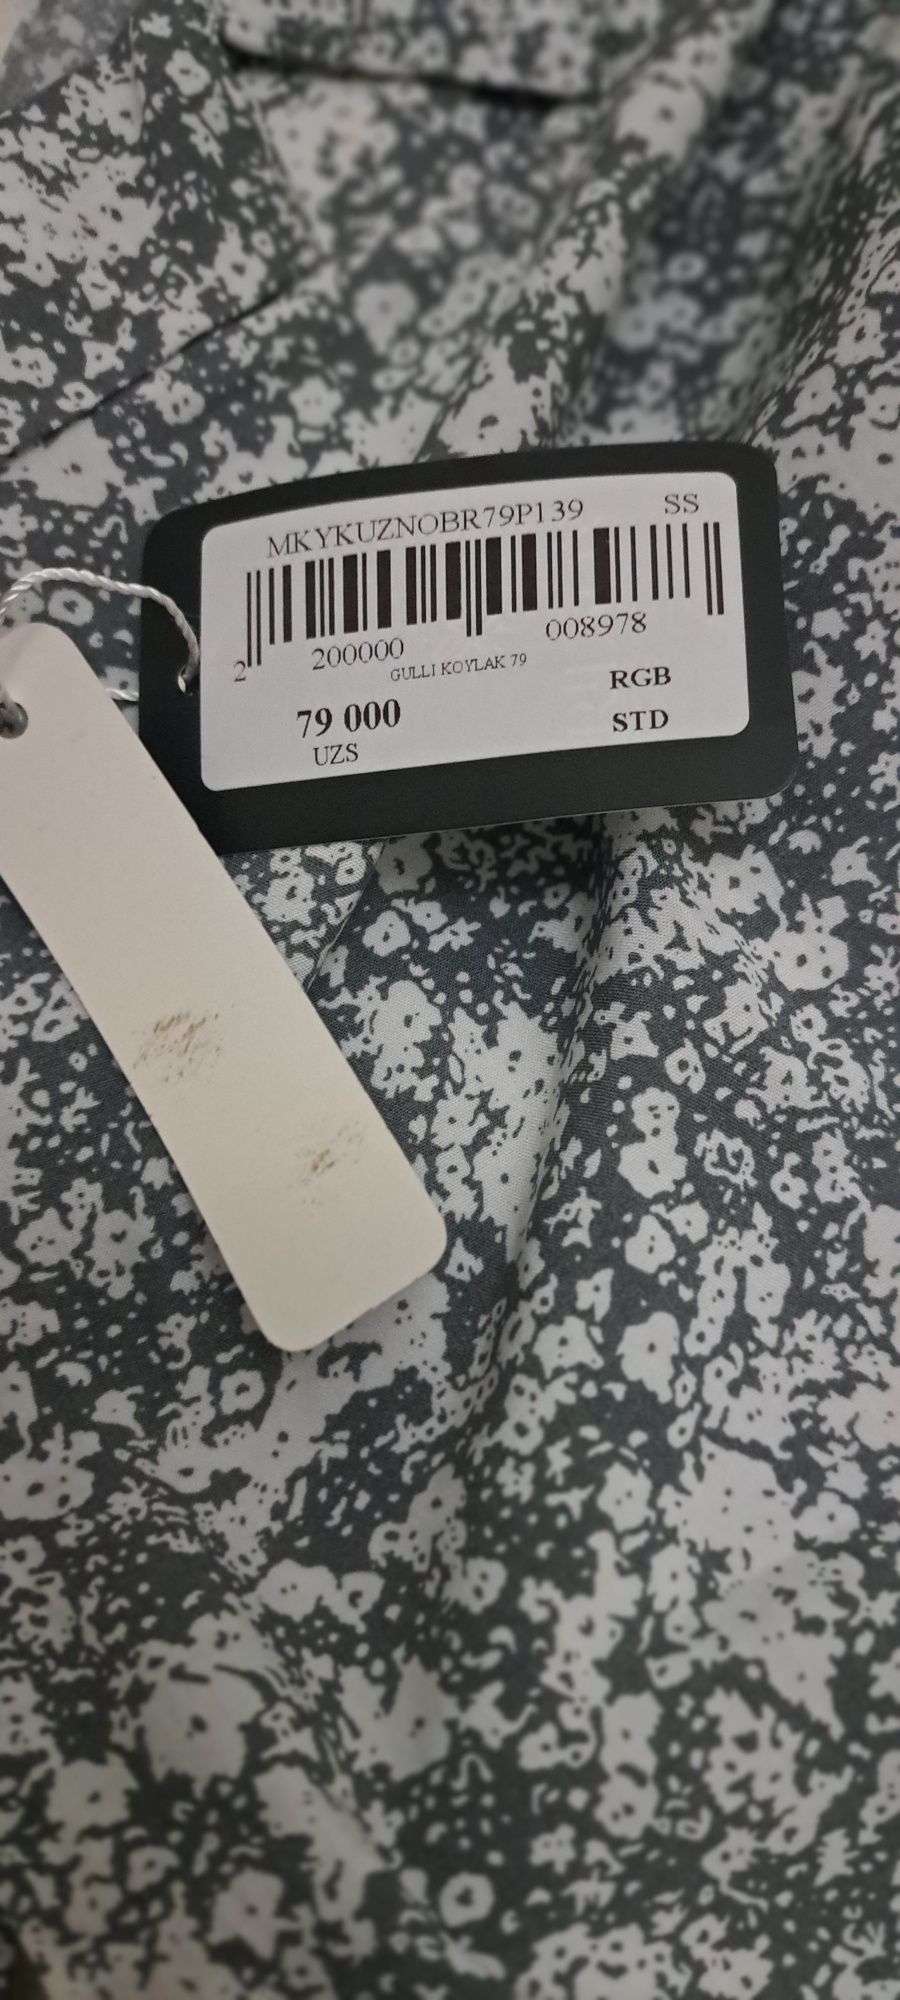 MKYKUZNOBR79P139 SS
2 200000 008978
GULLI KOYLAK 79
79 000 RGB
UZS STD